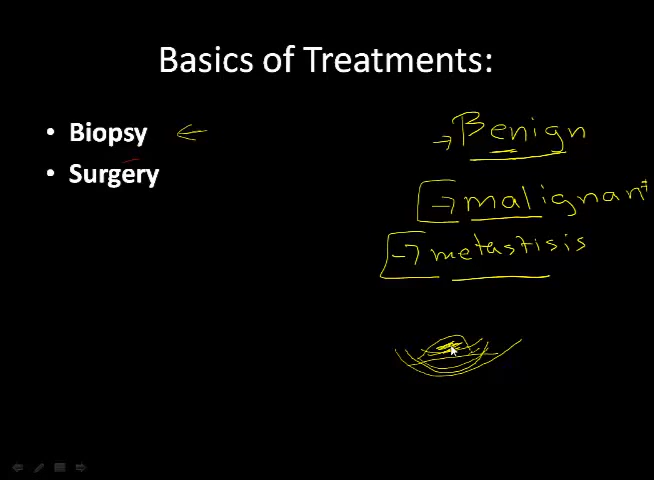 Basics of Treatments:
• Biopsy ←
• Surgery
→ Benign
→ malignant
→ metastisis